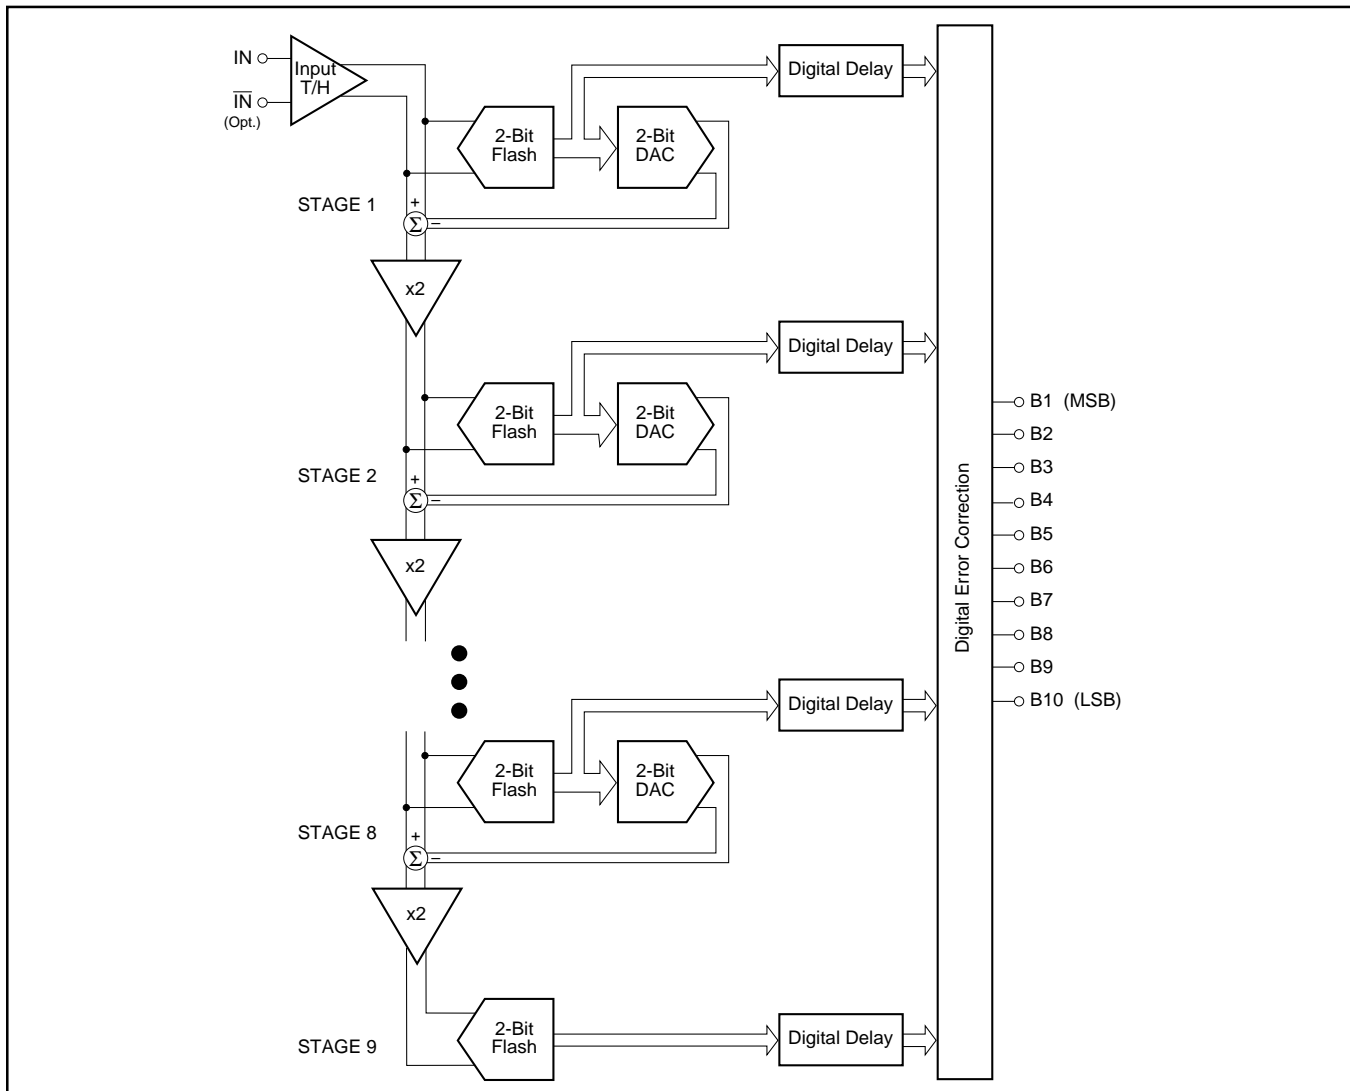 IN
Input
T/H
IN
(Opt.)
2-Bit
Flash
2-Bit
DAC
Digital Delay
STAGE 1
+
Σ
–
x2
2-Bit
Flash
2-Bit
DAC
Digital Delay
STAGE 2
+
Σ
–
x2
2-Bit
Flash
2-Bit
DAC
Digital Delay
STAGE 8
+
Σ
–
x2
2-Bit
Flash
Digital Delay
STAGE 9
Digital Error Correction
B1 (MSB)
B2
B3
B4
B5
B6
B7
B8
B9
B10 (LSB)